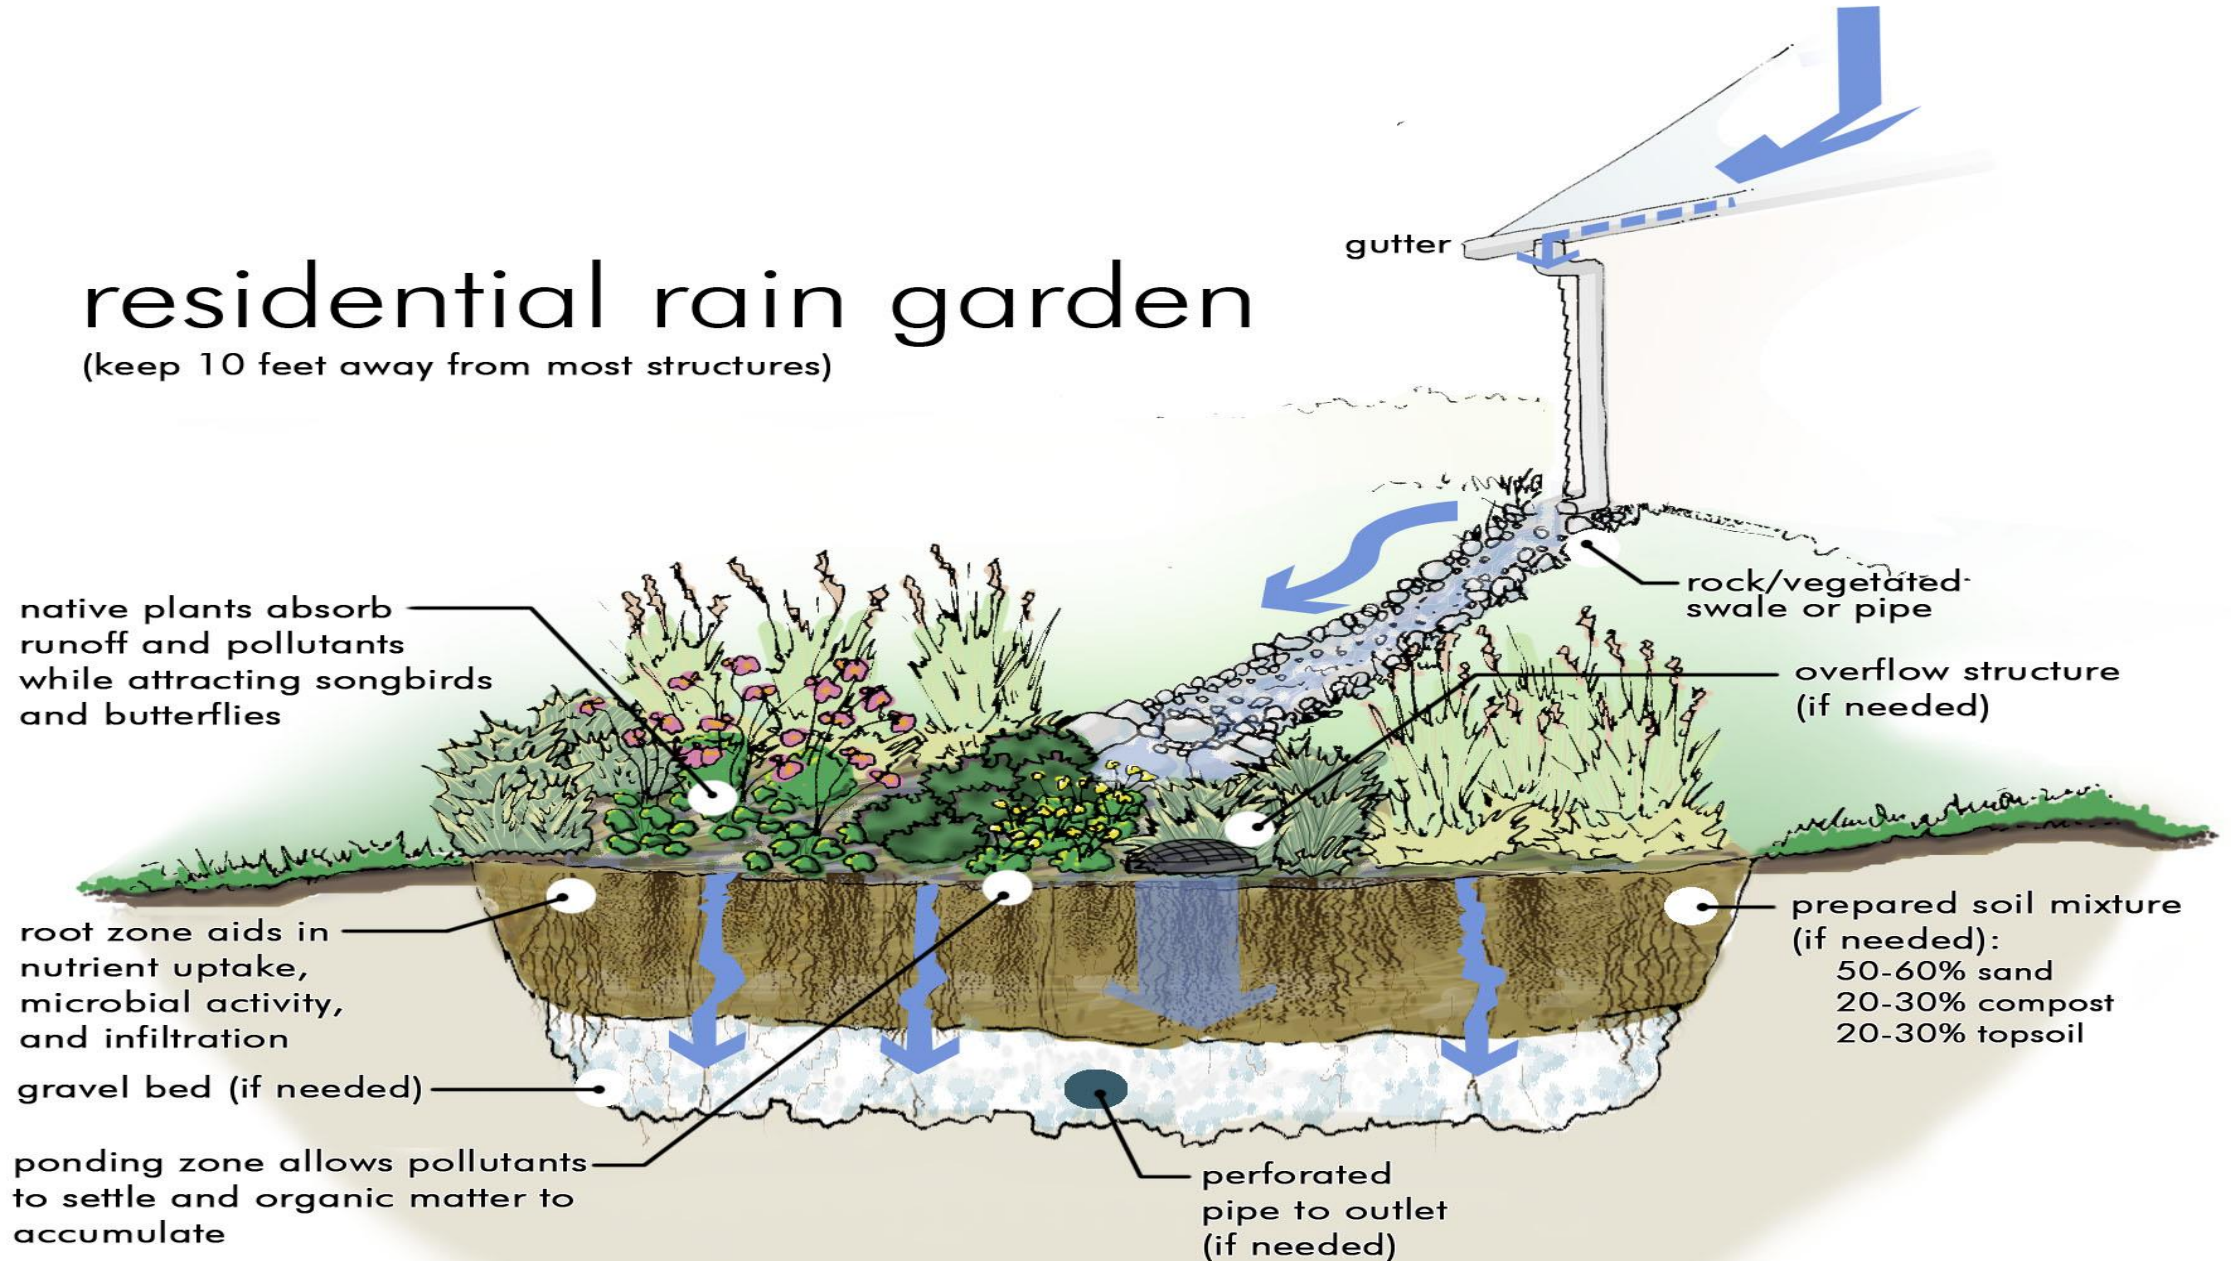 residential rain garden
(keep 10 feet away from most structures)
gutter
native plants absorb
runoff and pollutants
while attracting songbirds
and butterflies
rock/vegetated
swale or pipe
overflow structure
(if needed)
root zone aids in
nutrient uptake,
microbial activity,
and infiltration
prepared soil mixture
(if needed):
50-60% sand
20-30% compost
20-30% topsoil
gravel bed (if needed)
ponding zone allows pollutants
to settle and organic matter to
accumulate
perforated
pipe to outlet
(if needed)